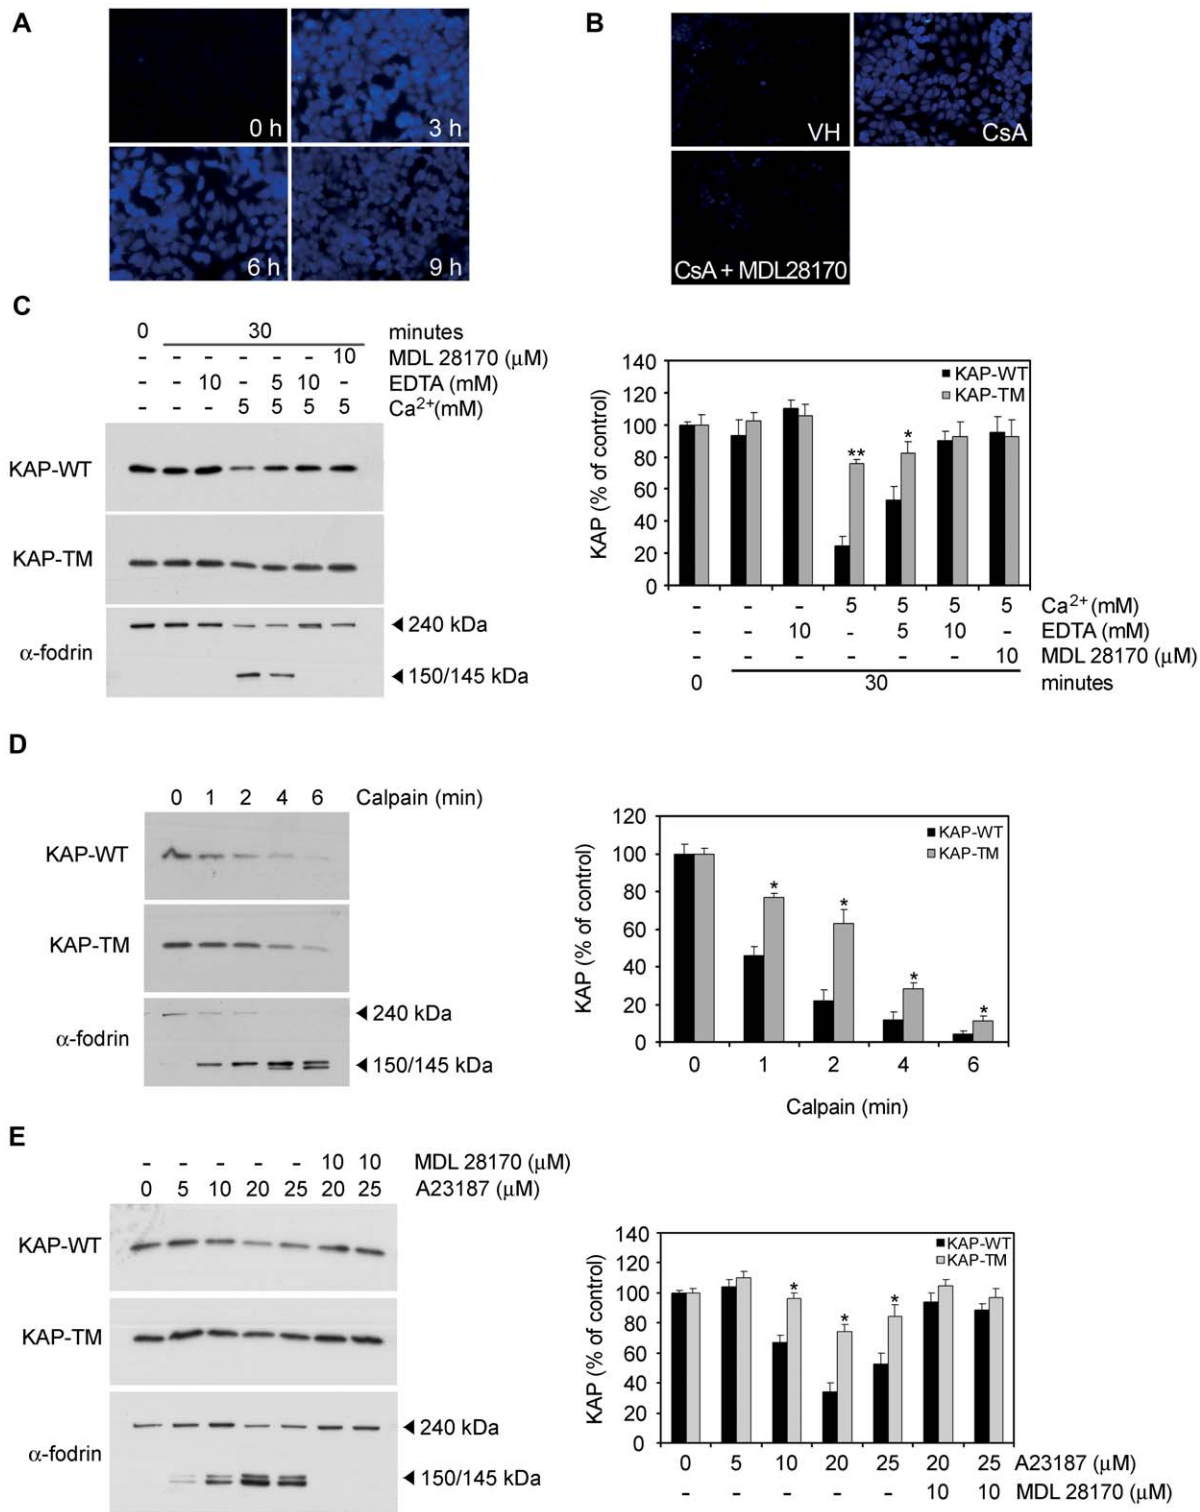 A
0 h
3 h
6 h
9 h
B
VH
CsA
CsA + MDL28170
C
0 30 minutes
- - - - - - 10 MDL 28170 (μM)
- - 10 - 5 10 - EDTA (mM)
- - - 5 5 5 5 Ca²⁺(mM)
KAP-WT
KAP-TM
α-fodrin
◄ 240 kDa
◄ 150/145 kDa
KAP (% of control)
140
120
100
80
60
40
20
0
KAP-WT
KAP-TM
**
*
- - - 5 5 5 5 Ca²⁺(mM)
- - 10 - 5 10 - EDTA (mM)
- - - - - - 10 MDL 28170 (μM)
0 30 minutes
D
0 1 2 4 6 Calpain (min)
KAP-WT
KAP-TM
α-fodrin
◄ 240 kDa
◄ 150/145 kDa
KAP (% of control)
120
100
80
60
40
20
0
KAP-WT
KAP-TM
* * * *
0 1 2 4 6
Calpain (min)
E
- - - - - 10 10 MDL 28170 (μM)
0 5 10 20 25 20 25 A23187 (μM)
KAP-WT
KAP-TM
α-fodrin
◄ 240 kDa
◄ 150/145 kDa
KAP (% of control)
140
120
100
80
60
40
20
0
KAP-WT
KAP-TM
* * *
0 5 10 20 25 20 25 A23187 (μM)
- - - - - 10 10 MDL 28170 (μM)